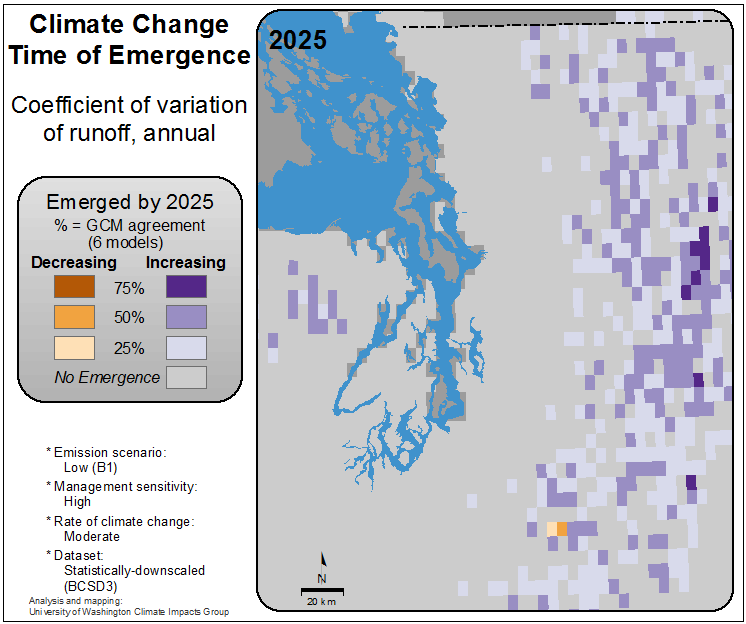 Climate Change
Time of Emergence
Coefficient of variation
of runoff, annual
Emerged by 2025
% = GCM agreement
(6 models)
Decreasing Increasing
75%
50%
25%
No Emergence
* Emission scenario:
Low (B1)
* Management sensitivity:
High
* Rate of climate change:
Moderate
* Dataset:
Statistically-downscaled
(BCSD3)
Analysis and mapping:
University of Washington Climate Impacts Group
2025
N
20 km